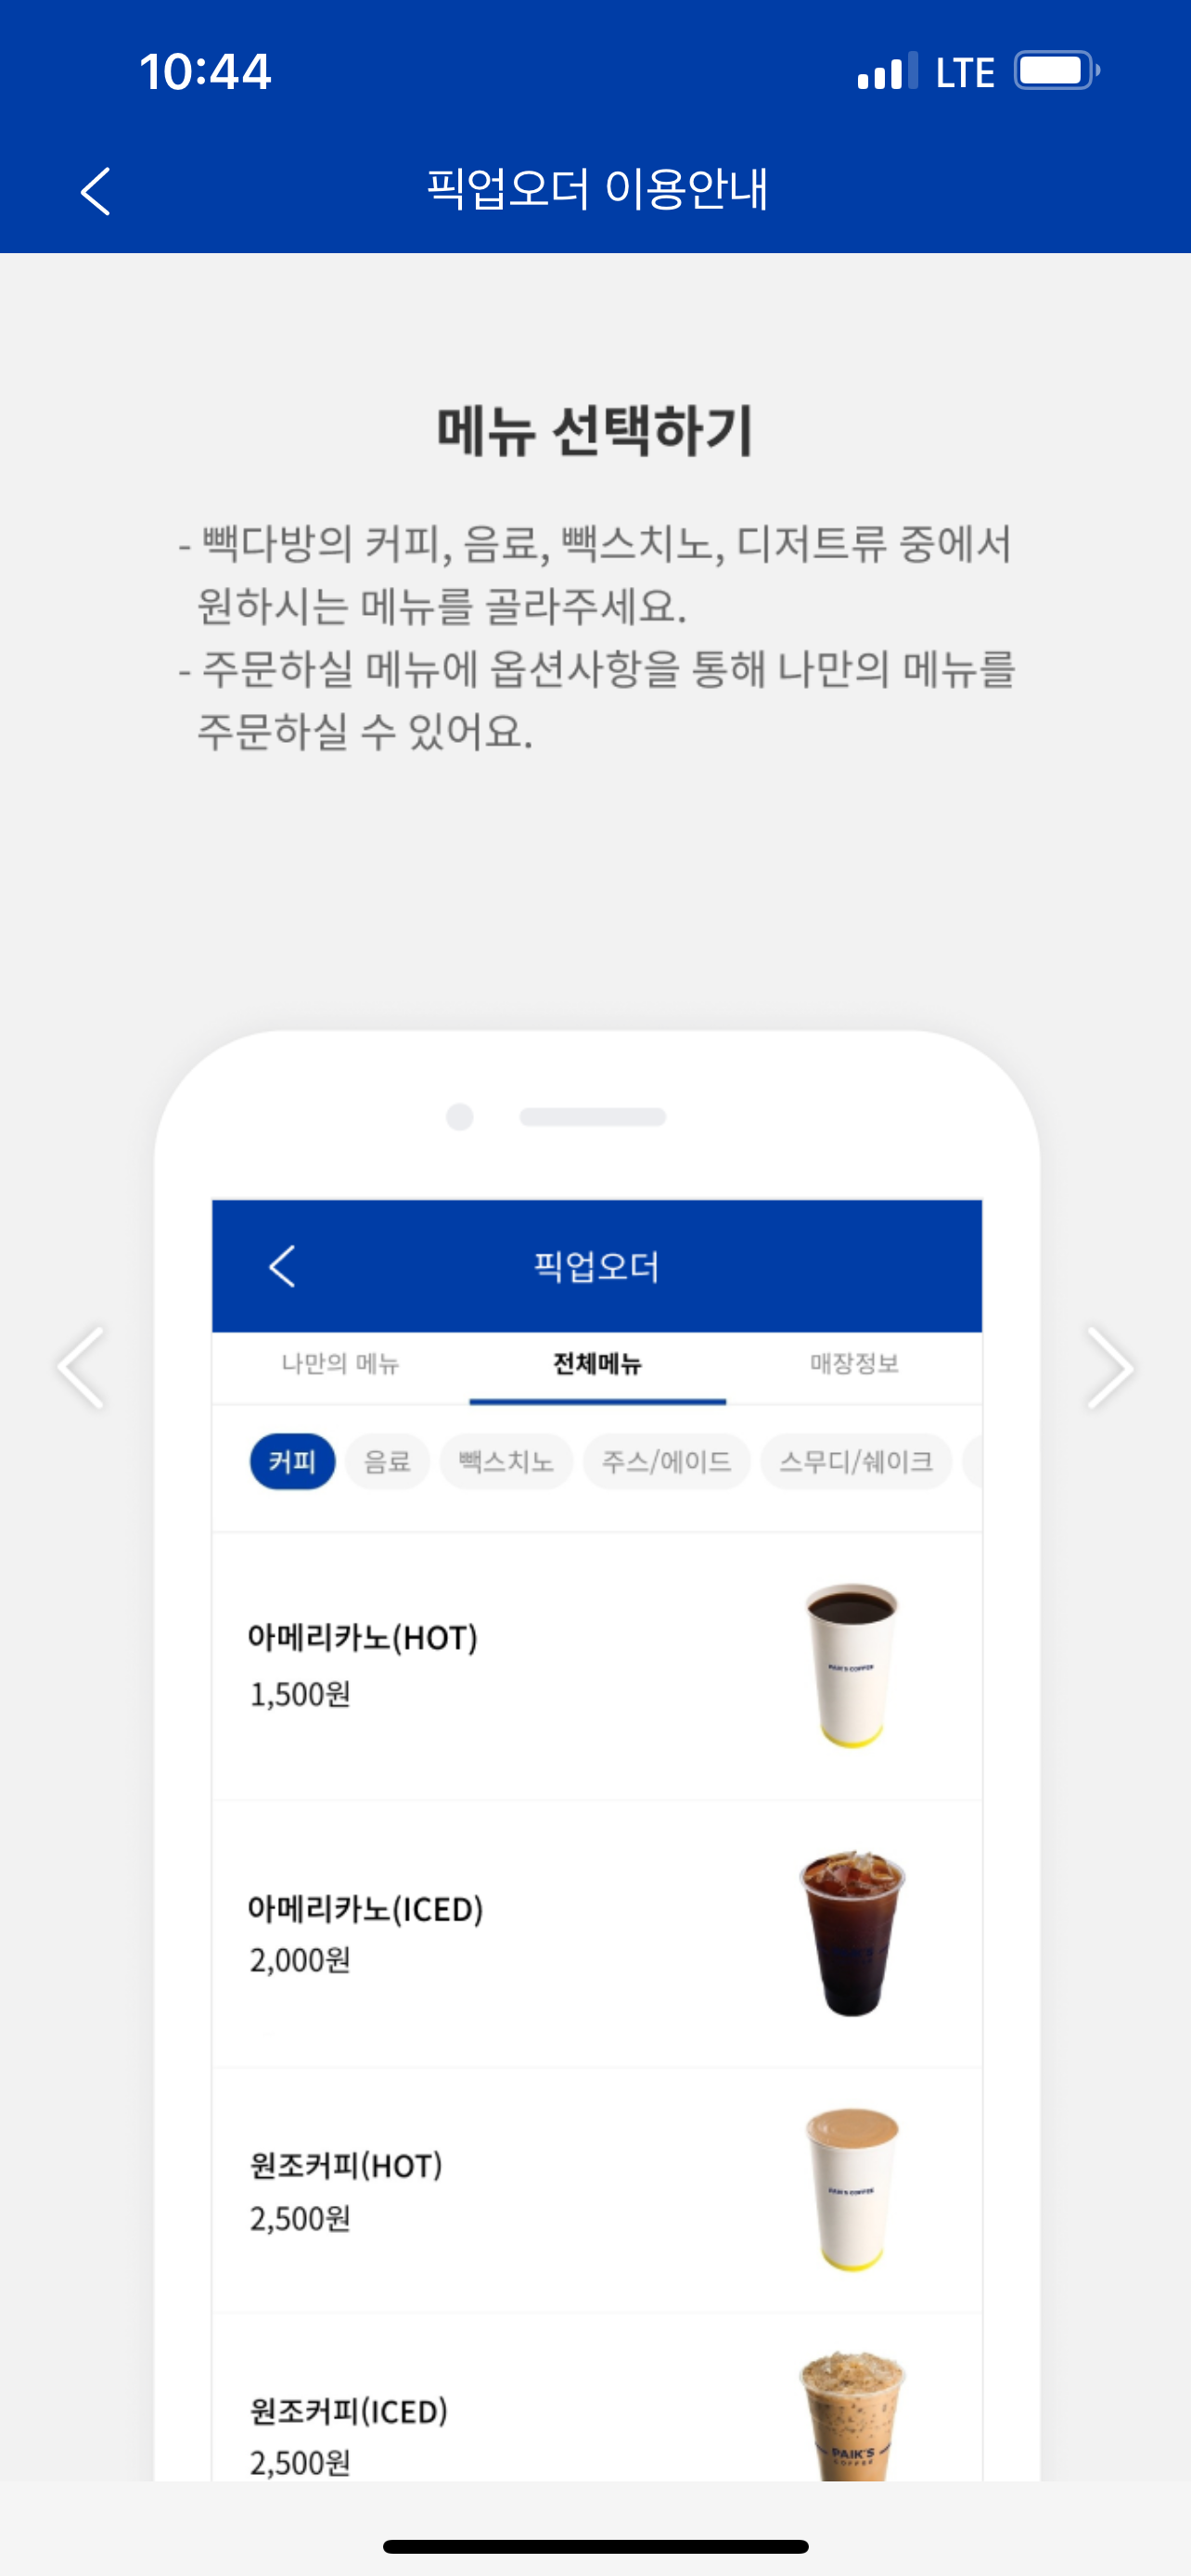 10:44
LTE
픽업오더 이용안내
메뉴 선택하기
- 빽다방의 커피, 음료, 빽스치노, 디저트류 중에서
원하시는 메뉴를 골라주세요.
- 주문하실 메뉴에 옵션사항을 통해 나만의 메뉴를
주문하실 수 있어요.
픽업오더
나만의 메뉴 전체메뉴 매장정보
커피 음료 빽스치노 주스/에이드 스무디/쉐이크
아메리카노(HOT)
1,500원
PAIK'S COFFEE
아메리카노(ICED)
2,000원
PAIK'S
원조커피(HOT)
2,500원
PAIK'S COFFEE
원조커피(ICED)
2,500원
PAIK'S
COFFEE